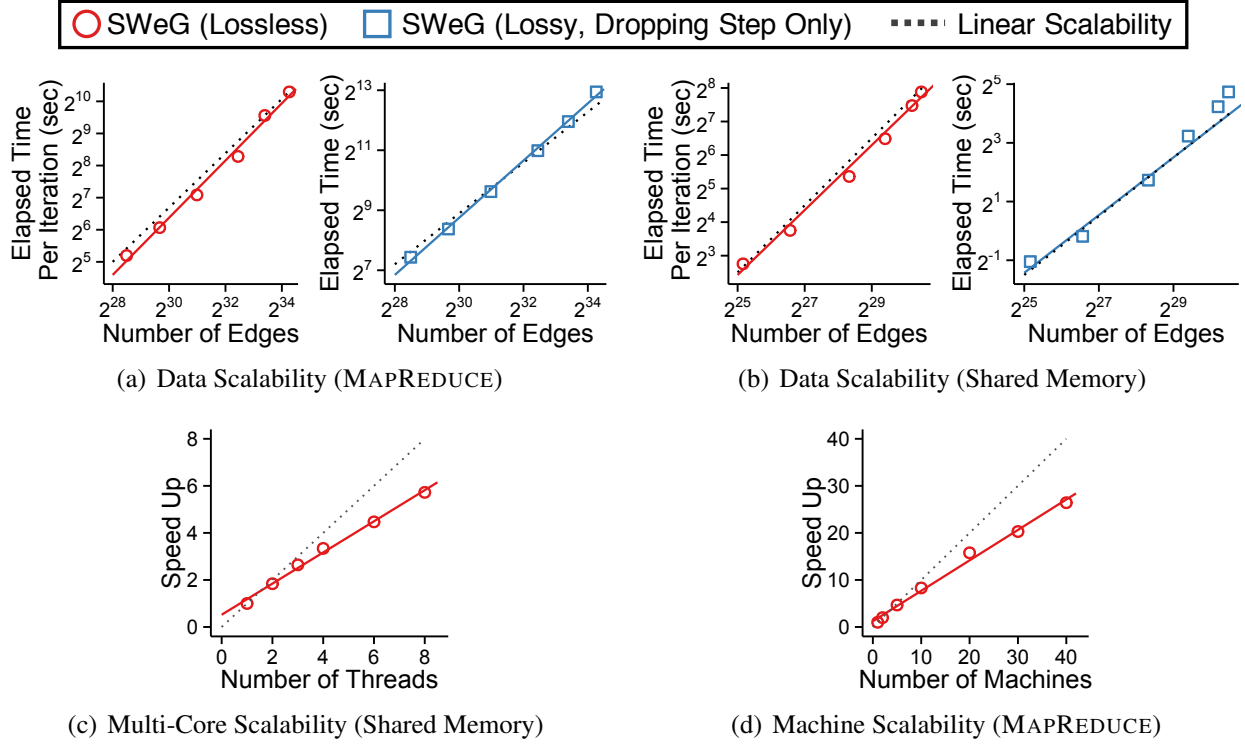 SWeG (Lossless) SWeG (Lossy, Dropping Step Only) Linear Scalability
Elapsed Time
Per Iteration (sec)
2^10
2^9
2^8
2^7
2^6
2^5
2^28 2^30 2^32 2^34
Number of Edges
Elapsed Time (sec)
2^13
2^11
2^9
2^7
2^28 2^30 2^32 2^34
Number of Edges
(a) Data Scalability (MAPREDUCE)
Elapsed Time
Per Iteration (sec)
2^8
2^7
2^6
2^5
2^4
2^3
2^25 2^27 2^29
Number of Edges
Elapsed Time (sec)
2^5
2^3
2^1
2^-1
2^25 2^27 2^29
Number of Edges
(b) Data Scalability (Shared Memory)
Speed Up
8
6
4
2
0
0 2 4 6 8
Number of Threads
(c) Multi-Core Scalability (Shared Memory)
Speed Up
40
30
20
10
0
0 10 20 30 40
Number of Machines
(d) Machine Scalability (MAPREDUCE)